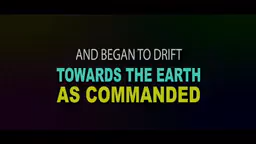 AND BEGAN TO DRIFT
TOWARDS THE EARTH
AS COMMANDED